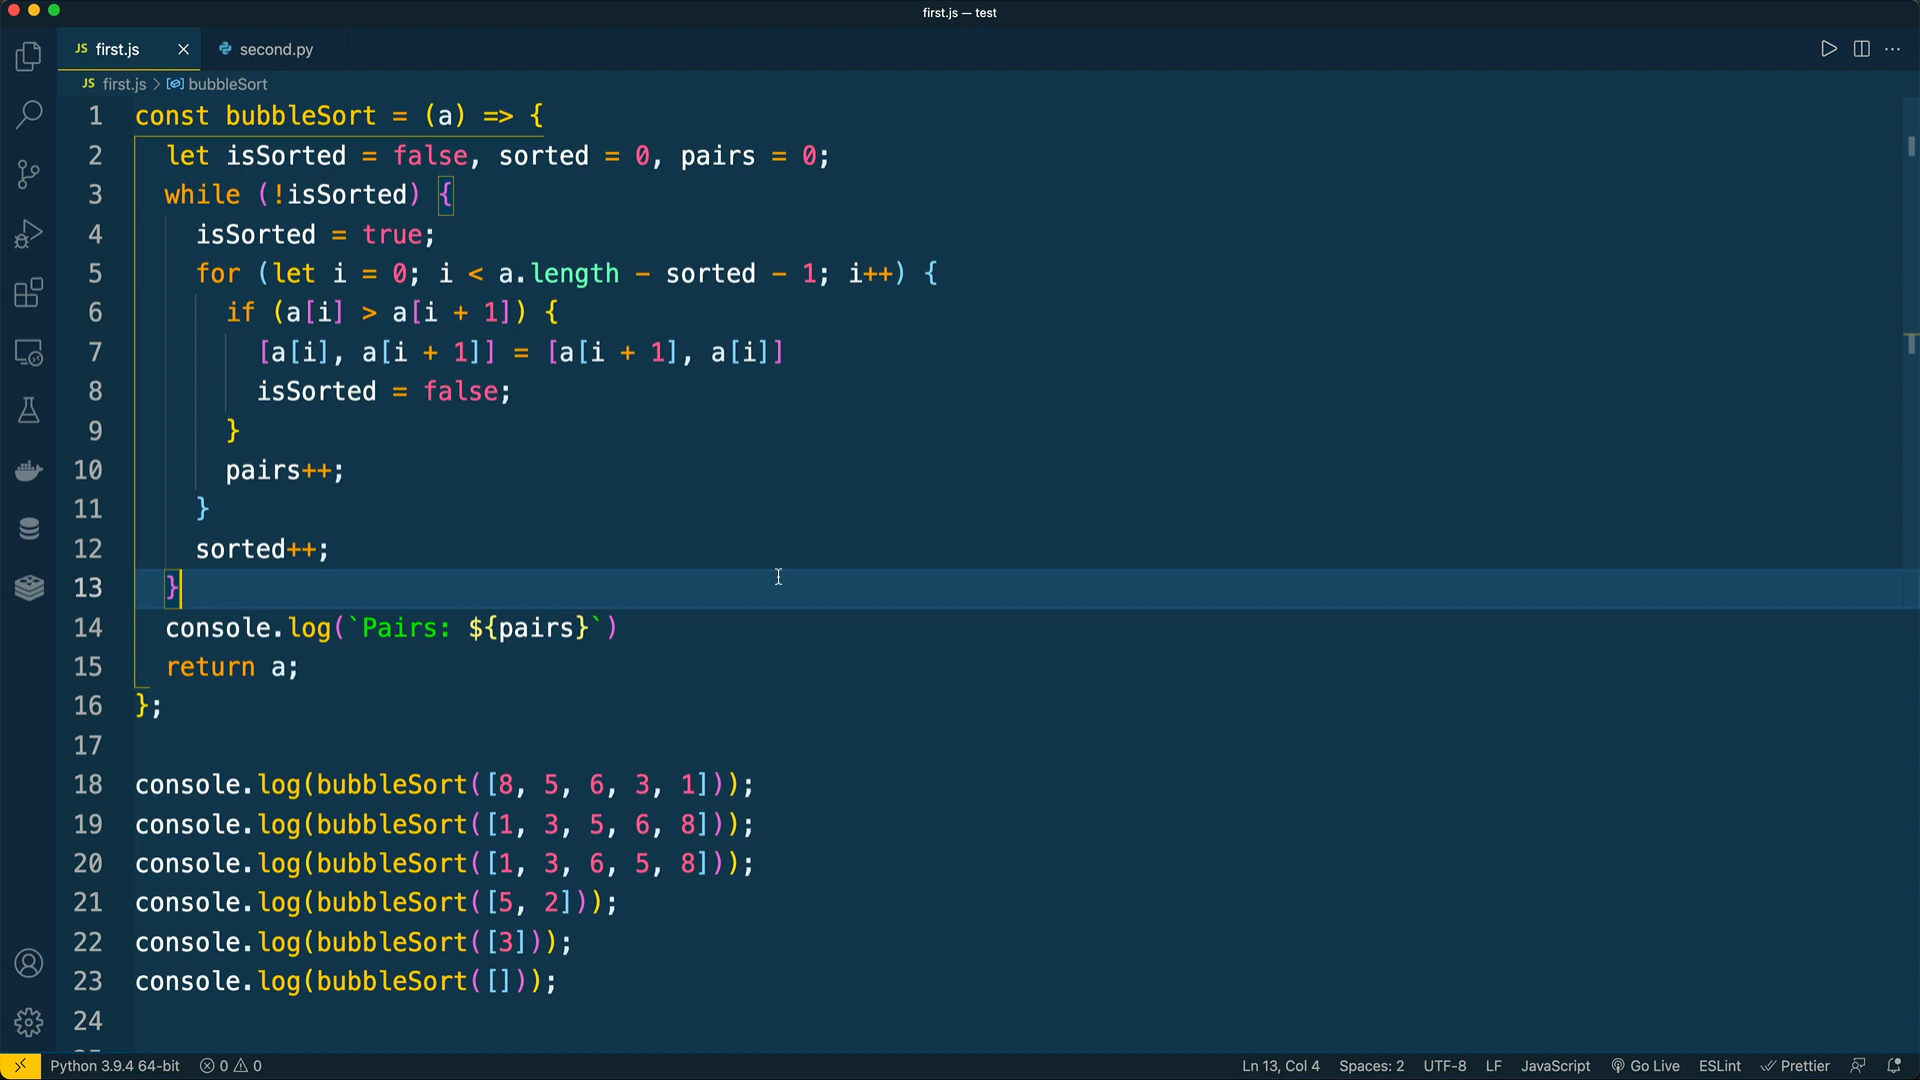 first.js — test
JS first.js
second.py
JS first.js > bubbleSort
1 const bubbleSort = (a) => {
2   let isSorted = false, sorted = 0, pairs = 0;
3   while (!isSorted) {
4     isSorted = true;
5     for (let i = 0; i < a.length - sorted - 1; i++) {
6       if (a[i] > a[i + 1]) {
7         [a[i], a[i + 1]] = [a[i + 1], a[i]]
8         isSorted = false;
9       }
10       pairs++;
11     }
12     sorted++;
13   }
14   console.log(`Pairs: ${pairs}`)
15   return a;
16 };
17
18 console.log(bubbleSort([8, 5, 6, 3, 1]));
19 console.log(bubbleSort([1, 3, 5, 6, 8]));
20 console.log(bubbleSort([1, 3, 6, 5, 8]));
21 console.log(bubbleSort([5, 2]));
22 console.log(bubbleSort([3]));
23 console.log(bubbleSort([]));
24
Python 3.9.4 64-bit 0 0 Ln 13, Col 4 Spaces: 2 UTF-8 LF JavaScript Go Live ESLint Prettier